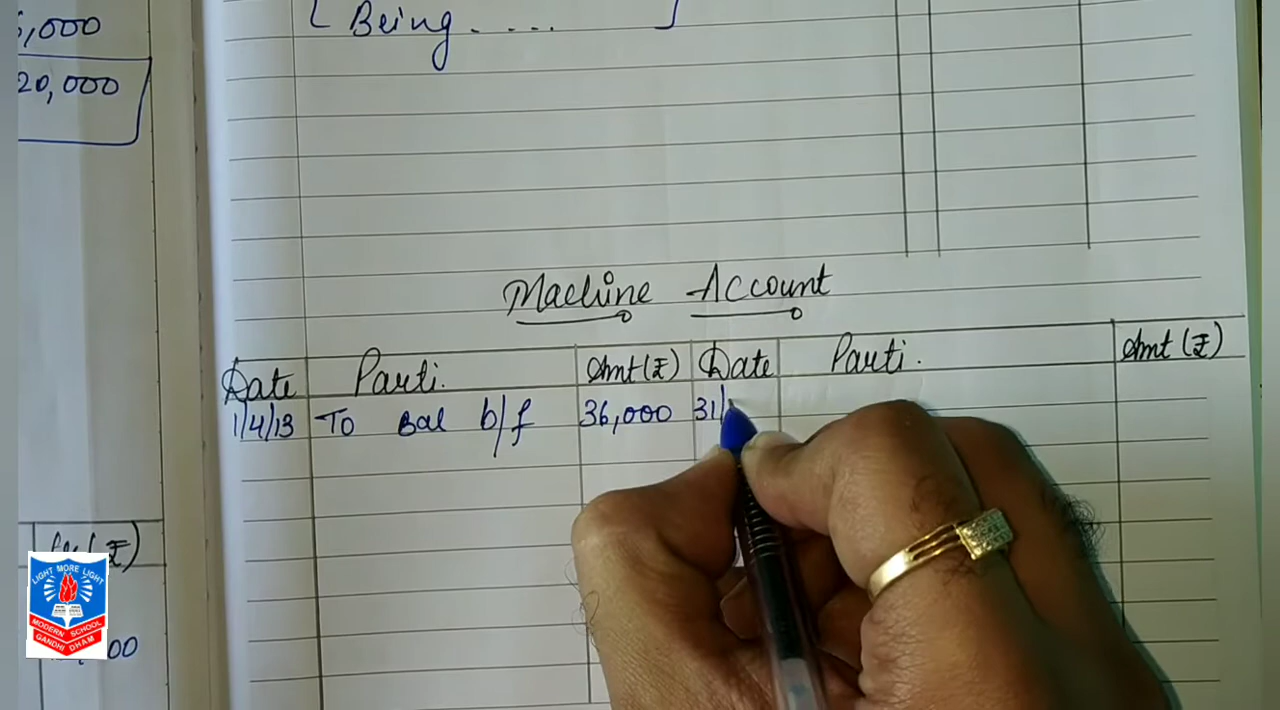 ,000
[ Being..... ]
20,000
Machine Account
Date Parti. Amt (₹) Date Parti. Amt (₹)
1/4/13 To Bal b/f 36,000 31/
(₹)
LIGHT MORE LIGHT
MODERN SCHOOL
GANDHI DHAM
00